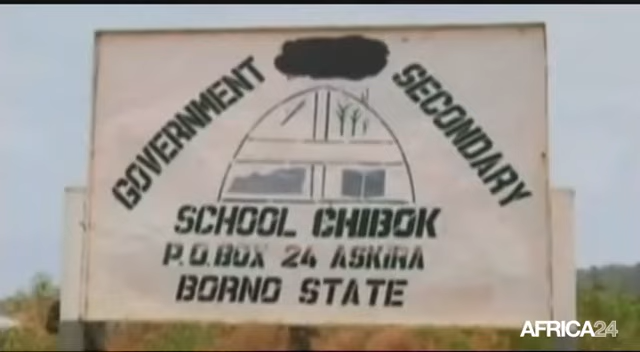 GOVERNMENT SECONDARY
SCHOOL CHIBOK
P.O.BOX 24 ASKIRA
BORNO STATE
AFRICA24